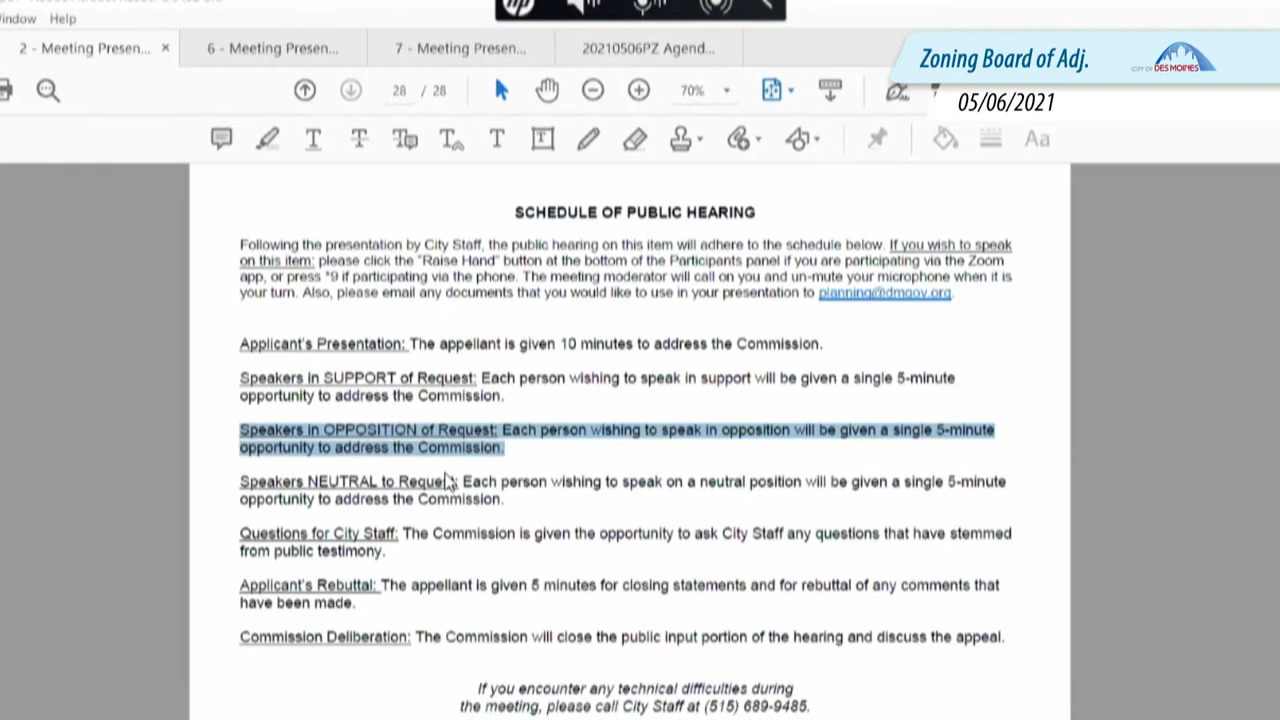 Window Help
2 - Meeting Presen... × 6 - Meeting Presen... 7 - Meeting Presen... 20210506PZ Agend...
Zoning Board of Adj.
CITY OF DES MOINES
28 / 28 70%
05/06/2021
Aa
SCHEDULE OF PUBLIC HEARING
Following the presentation by City Staff, the public hearing on this item will adhere to the schedule below. If you wish to speak
on this item: please click the "Raise Hand" button at the bottom of the Participants panel if you are participating via the Zoom
app, or press *9 if participating via the phone. The meeting moderator will call on you and un-mute your microphone when it is
your turn. Also, please email any documents that you would like to use in your presentation to planning@dmgov.org.
Applicant's Presentation: The appellant is given 10 minutes to address the Commission.
Speakers in SUPPORT of Request: Each person wishing to speak in support will be given a single 5-minute
opportunity to address the Commission.
Speakers in OPPOSITION of Request: Each person wishing to speak in opposition will be given a single 5-minute
opportunity to address the Commission.
Speakers NEUTRAL to Request: Each person wishing to speak on a neutral position will be given a single 5-minute
opportunity to address the Commission.
Questions for City Staff: The Commission is given the opportunity to ask City Staff any questions that have stemmed
from public testimony.
Applicant's Rebuttal: The appellant is given 5 minutes for closing statements and for rebuttal of any comments that
have been made.
Commission Deliberation: The Commission will close the public input portion of the hearing and discuss the appeal.
If you encounter any technical difficulties during
the meeting, please call City Staff at (515) 689-9485.